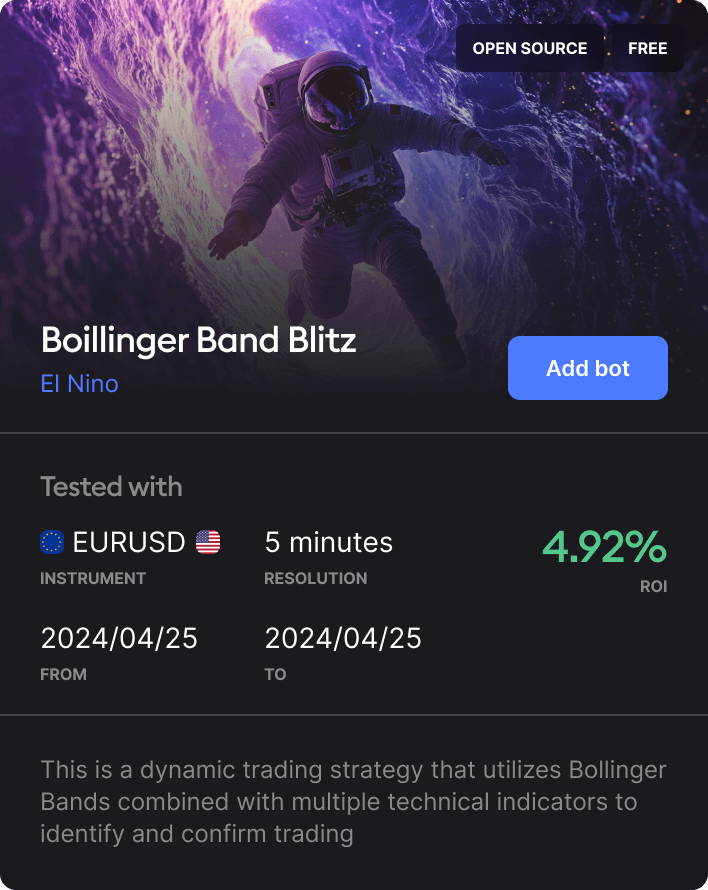 OPEN SOURCE FREE
Boillinger Band Blitz
El Nino
Add bot
Tested with
EURUSD 5 minutes 4.92%
INSTRUMENT RESOLUTION ROI
2024/04/25 2024/04/25
FROM TO
This is a dynamic trading strategy that utilizes Bollinger
Bands combined with multiple technical indicators to
identify and confirm trading